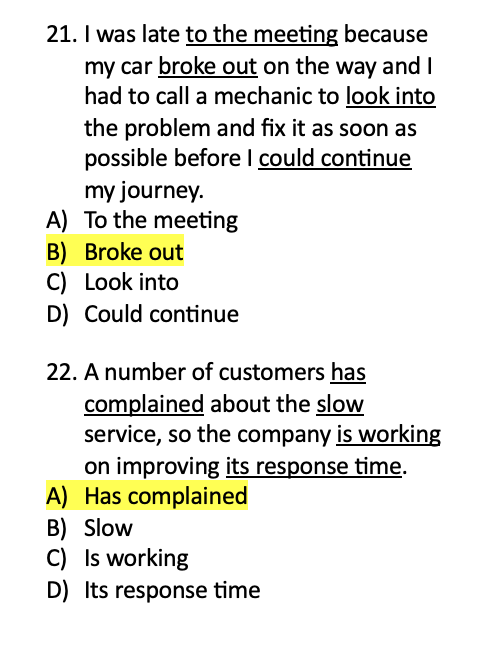 21. I was late to the meeting because
my car broke out on the way and I
had to call a mechanic to look into
the problem and fix it as soon as
possible before I could continue
my journey.
A) To the meeting
B) Broke out
C) Look into
D) Could continue
22. A number of customers has
complained about the slow
service, so the company is working
on improving its response time.
A) Has complained
B) Slow
C) Is working
D) Its response time